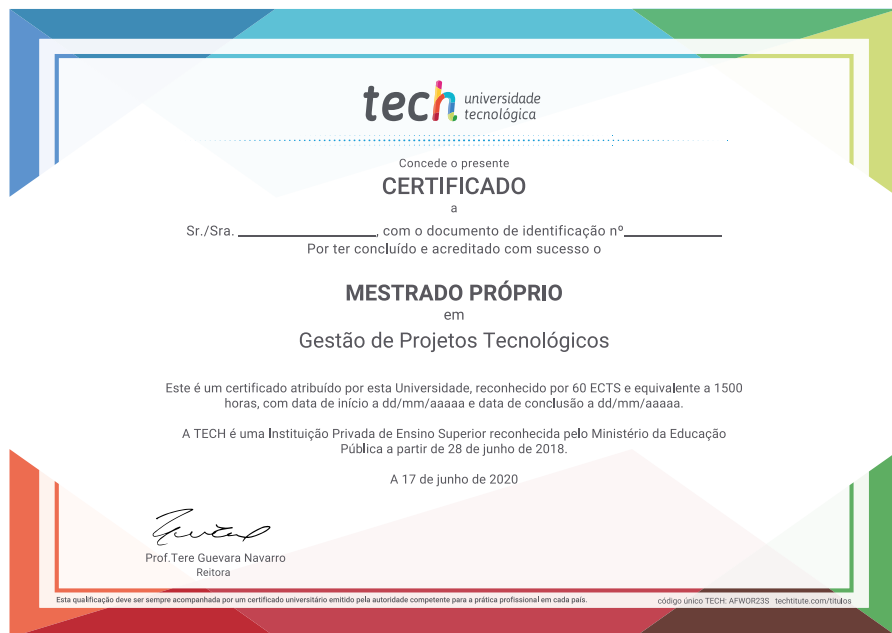 tech universidade
tecnológica
Concede o presente
CERTIFICADO
a
Sr./Sra. ________________, com o documento de identificação nº___________
Por ter concluído e acreditado com sucesso o
MESTRADO PRÓPRIO
em
Gestão de Projetos Tecnológicos
Este é um certificado atribuído por esta Universidade, reconhecido por 60 ECTS e equivalente a 1500
horas, com data de início a dd/mm/aaaaa e data de conclusão a dd/mm/aaaaa.
A TECH é uma Instituição Privada de Ensino Superior reconhecida pelo Ministério da Educação
Pública a partir de 28 de junho de 2018.
A 17 de junho de 2020
Prof.Tere Guevara Navarro
Reitora
Esta qualificação deve ser sempre acompanhada por um certificado universitário emitido pela autoridade competente para a prática profissional em cada país.
código único TECH: AFWOR23S techtitute.com/titulos